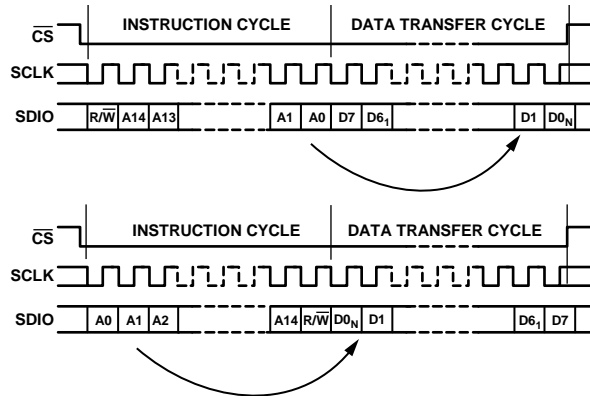 INSTRUCTION CYCLE DATA TRANSFER CYCLE
CS
SCLK
SDIO R/W A14 A13 A1 A0 D7 D6₁ D1 D0N
INSTRUCTION CYCLE DATA TRANSFER CYCLE
CS
SCLK
SDIO A0 A1 A2 A14 R/W D0N D1 D6₁ D7